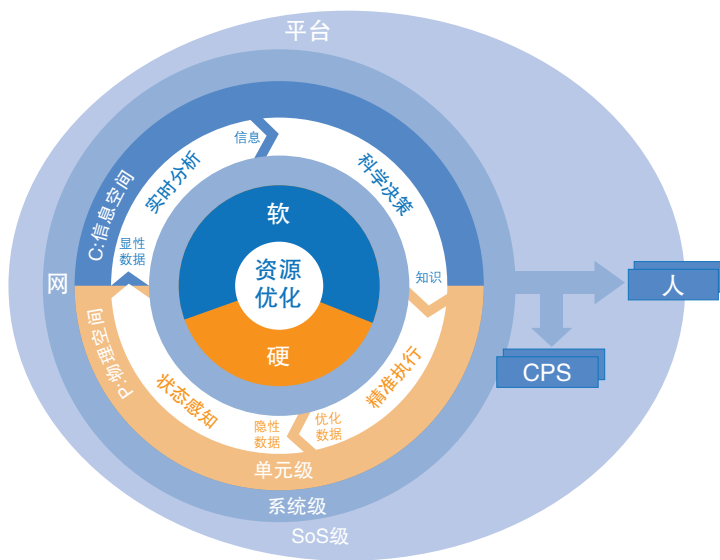 平台
信息
实时分析
科学决策
C:信息空间
显性
数据
软
网
资源
优化
知识
人
硬
CPS
P:物理空间
状态感知
精准执行
隐性
数据
优化
数据
单元级
系统级
SoS级